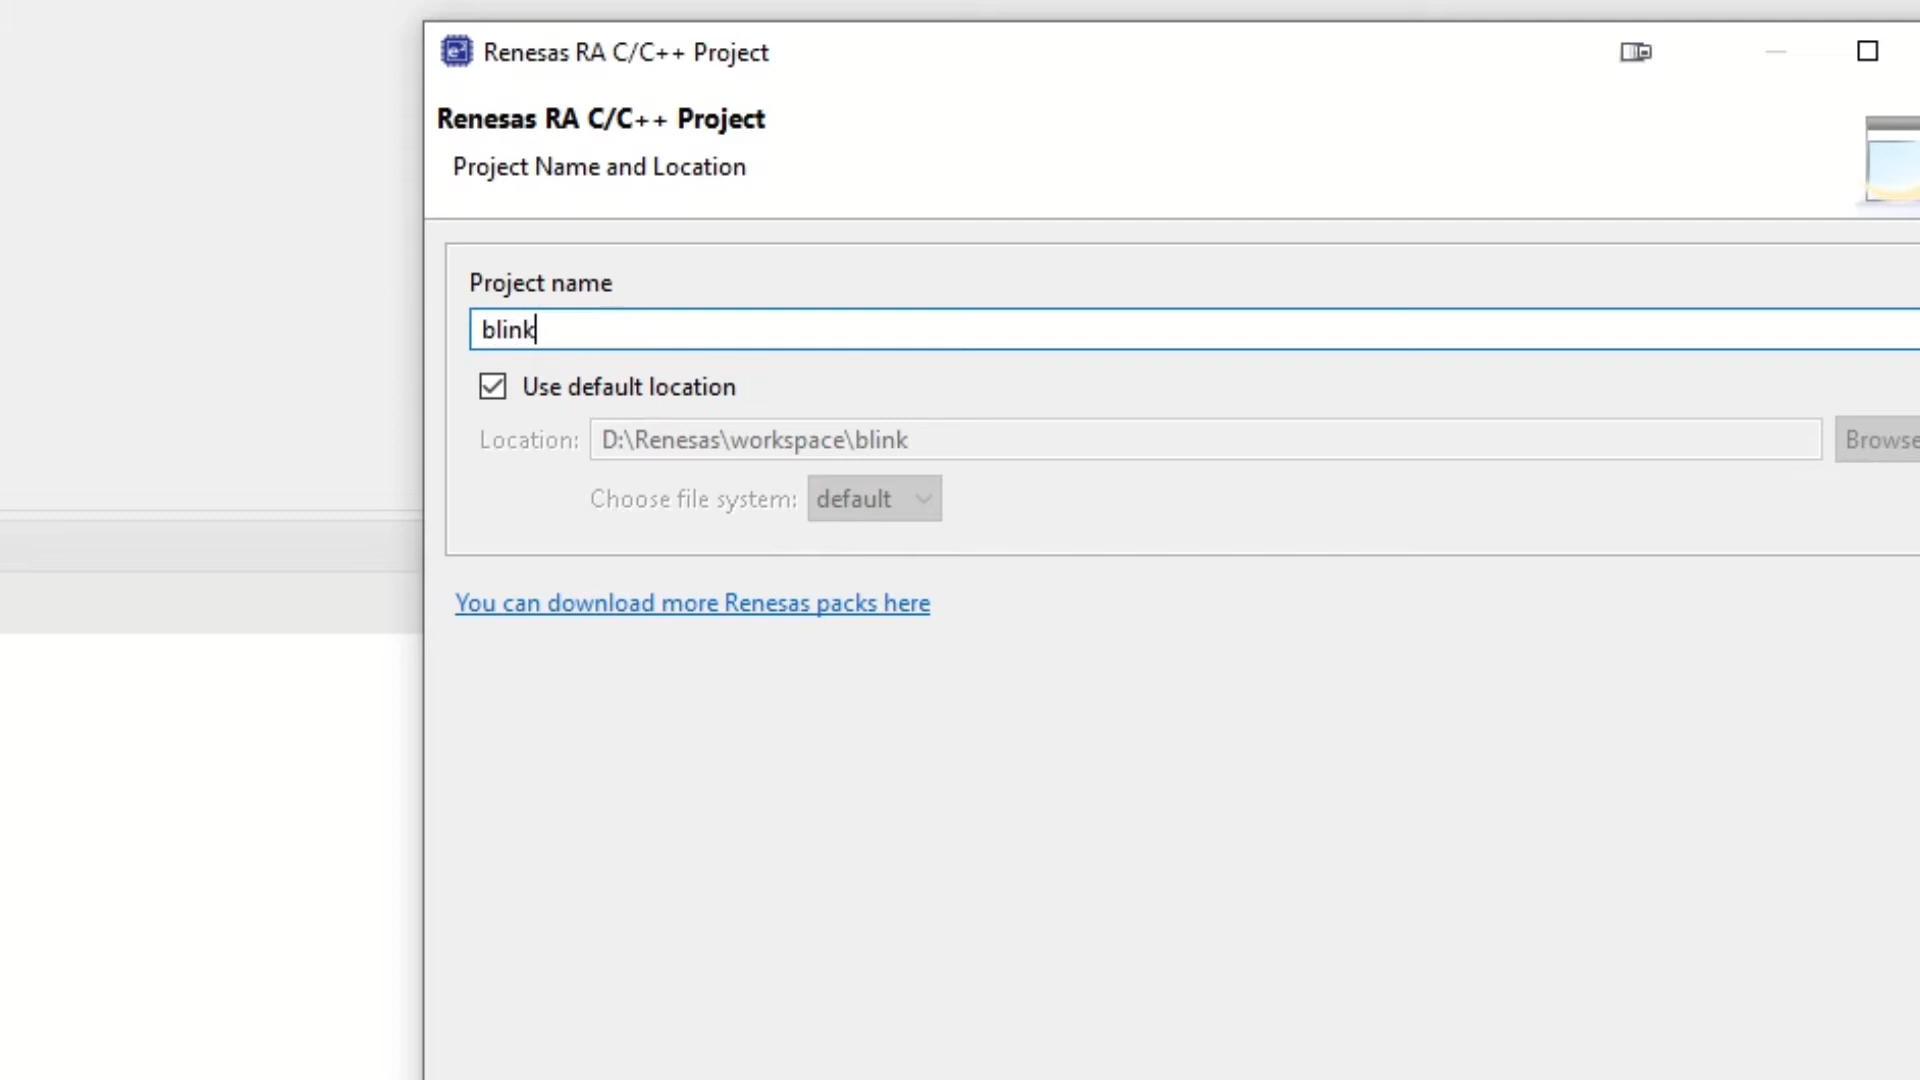 Renesas RA C/C++ Project
Renesas RA C/C++ Project
Project Name and Location
Project name
blink
Use default location
Location: D:\Renesas\workspace\blink Browse
Choose file system: default
You can download more Renesas packs here